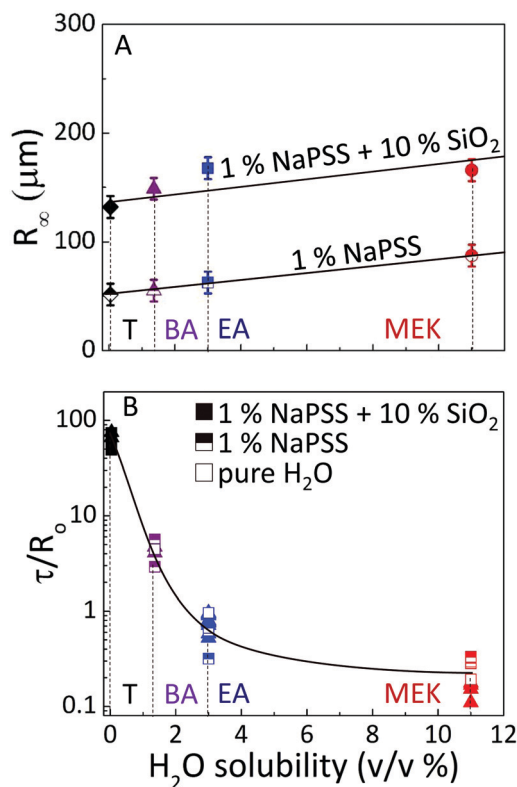 300
A
200
100
0
R∞ (μm)
1 % NaPSS + 10 % SiO₂
1 % NaPSS
T BA EA MEK
B
100
10
1
0.1
τ/Rₒ
1 % NaPSS + 10 % SiO₂
1 % NaPSS
pure H₂O
T BA EA MEK
0 2 4 6 8 10 12
H₂O solubility (v/v %)